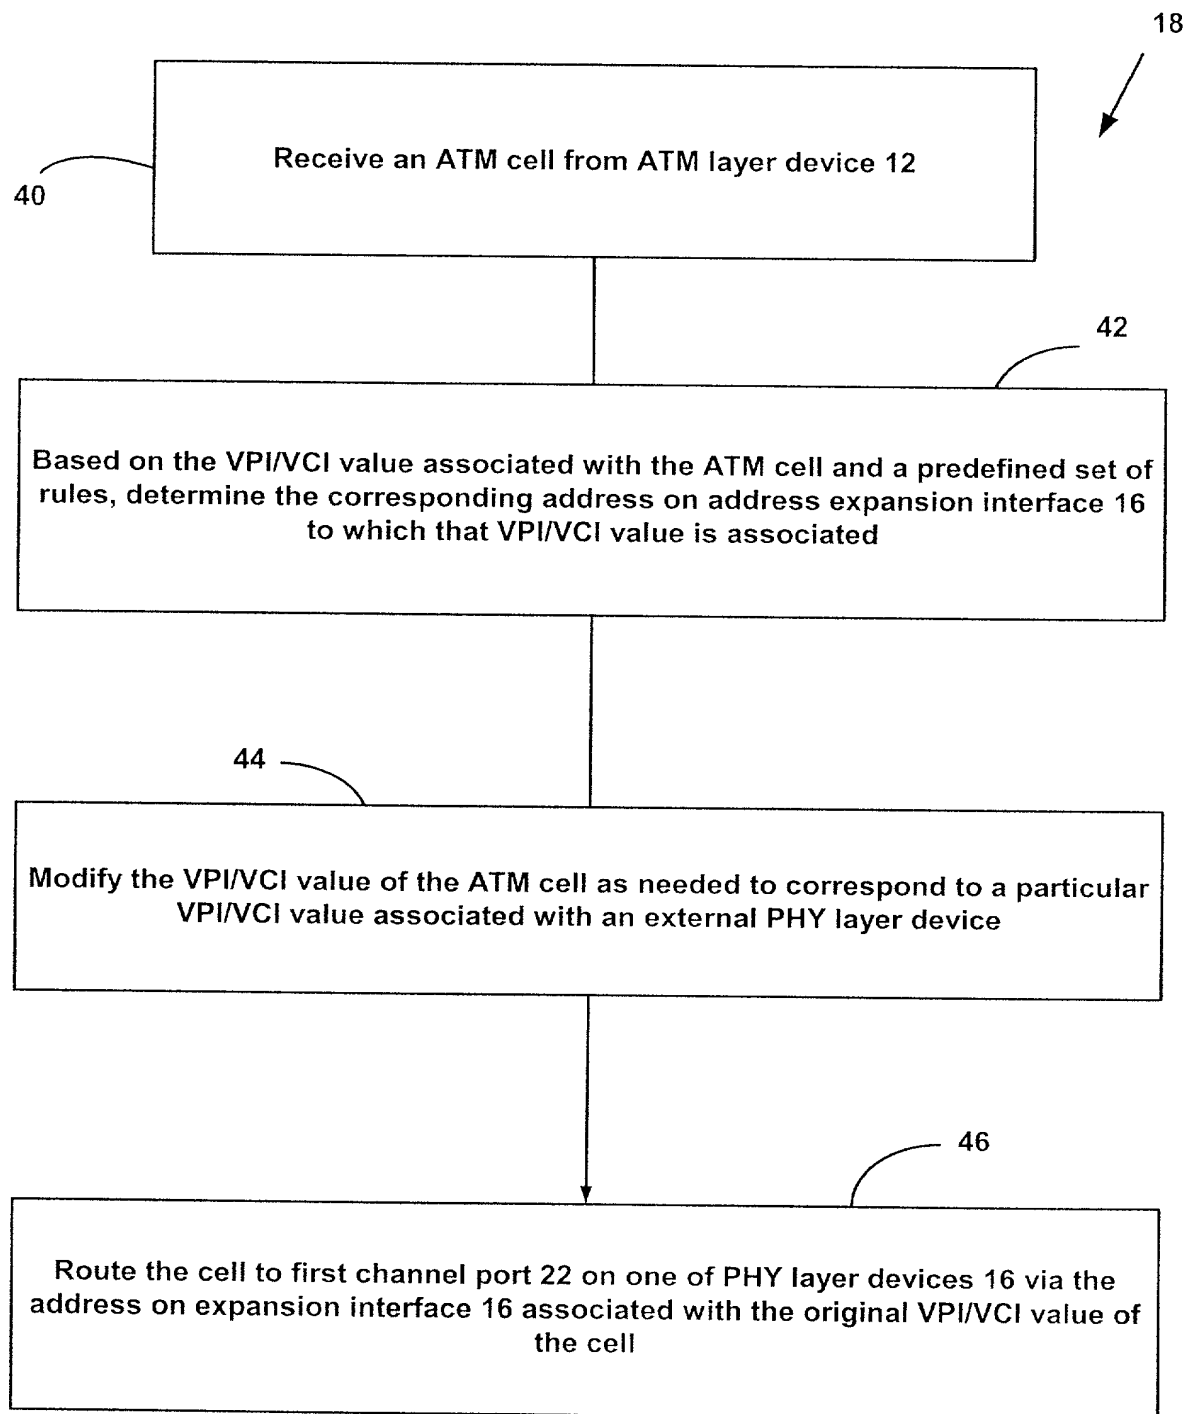 18
Receive an ATM cell from ATM layer device 12
40
42
Based on the VPI/VCI value associated with the ATM cell and a predefined set of
rules, determine the corresponding address on address expansion interface 16
to which that VPI/VCI value is associated
44
Modify the VPI/VCI value of the ATM cell as needed to correspond to a particular
VPI/VCI value associated with an external PHY layer device
46
Route the cell to first channel port 22 on one of PHY layer devices 16 via the
address on expansion interface 16 associated with the original VPI/VCI value of
the cell